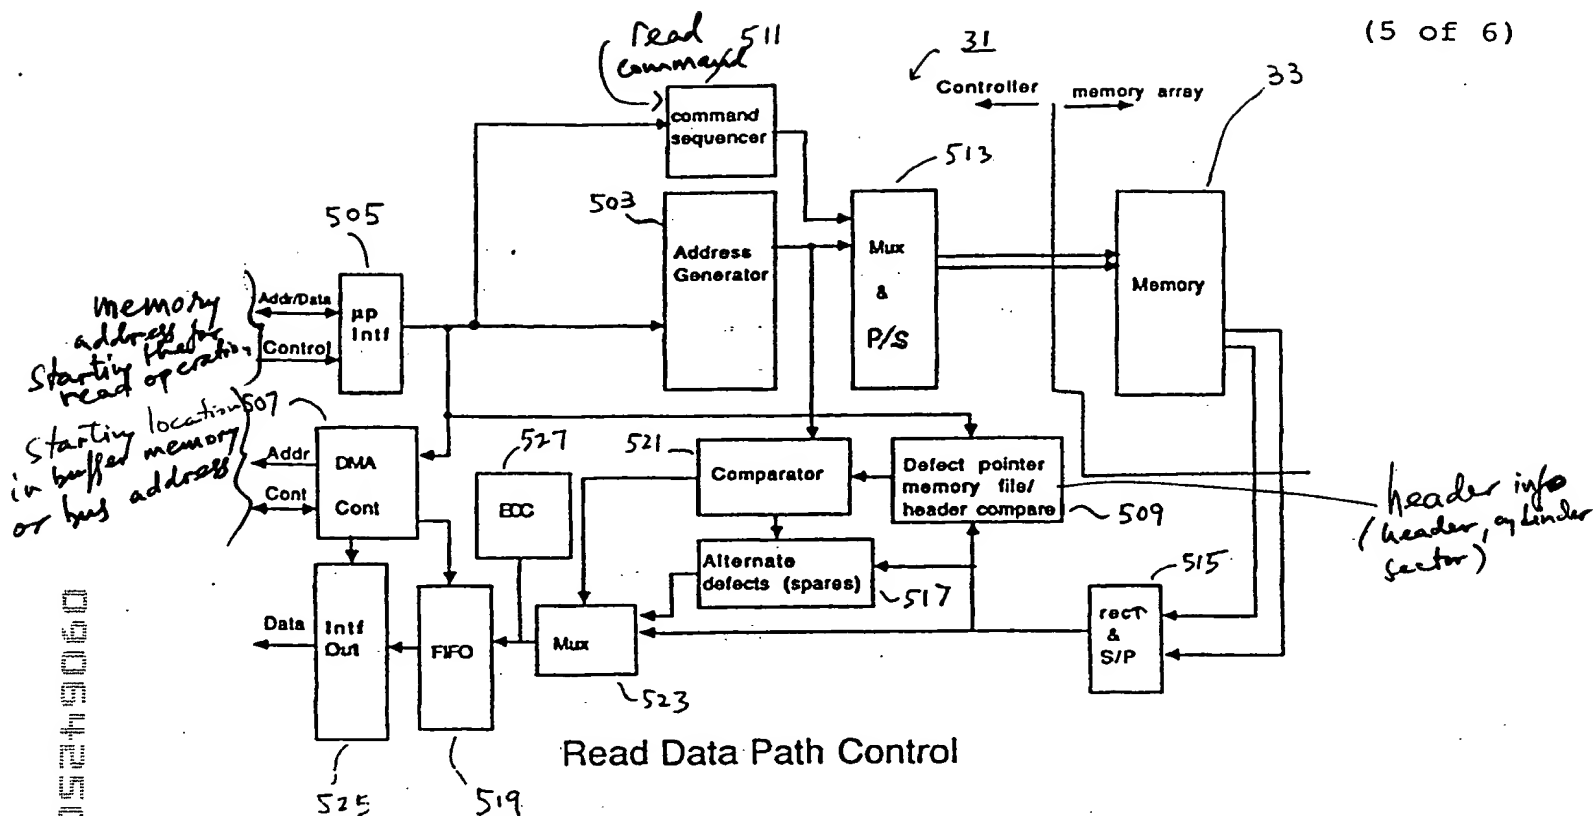 (5 of 6)
read
command
511
31
Controller
memory array
33
command
sequencer
513
505
503
Address
Generator
Mux
&
P/S
Memory
memory
address for
starting the
read operation
Addr/Data
Control
µp
Intf
starting location
in buffer memory
or bus address
507
Addr
Cont
DMA
Cont
527
ECC
521
Comparator
Defect pointer
memory file/
header compare
509
header info
(header, cylinder
sector)
Alternate
defects (spares)
517
515
rect
&
S/P
Data
Intf
Out
FIFO
Mux
523
525
519
Read Data Path Control